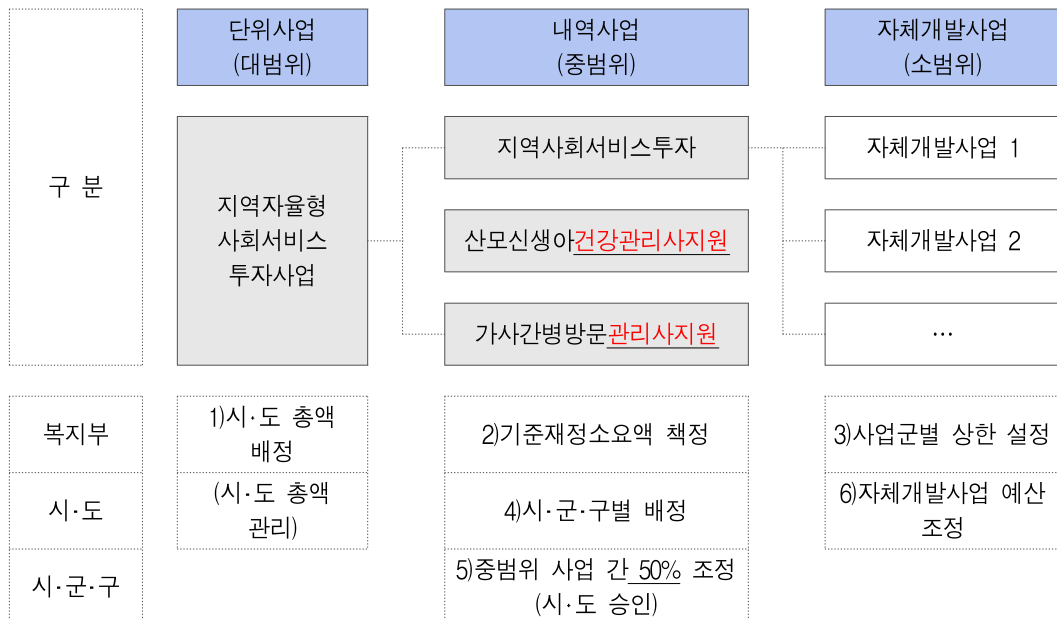 구 분
단위사업
(대범위)
내역사업
(중범위)
자체개발사업
(소범위)
지역자율형
사회서비스
투자사업
지역사회서비스투자
산모신생아건강관리사지원
가사간병방문관리사지원
자체개발사업 1
자체개발사업 2
…
복지부
1)시·도 총액
배정
2)기준재정소요액 책정
3)사업군별 상한 설정
시·도
(시·도 총액
관리)
4)시·군·구별 배정
6)자체개발사업 예산
조정
시·군·구
5)중범위 사업 간 50% 조정
(시·도 승인)